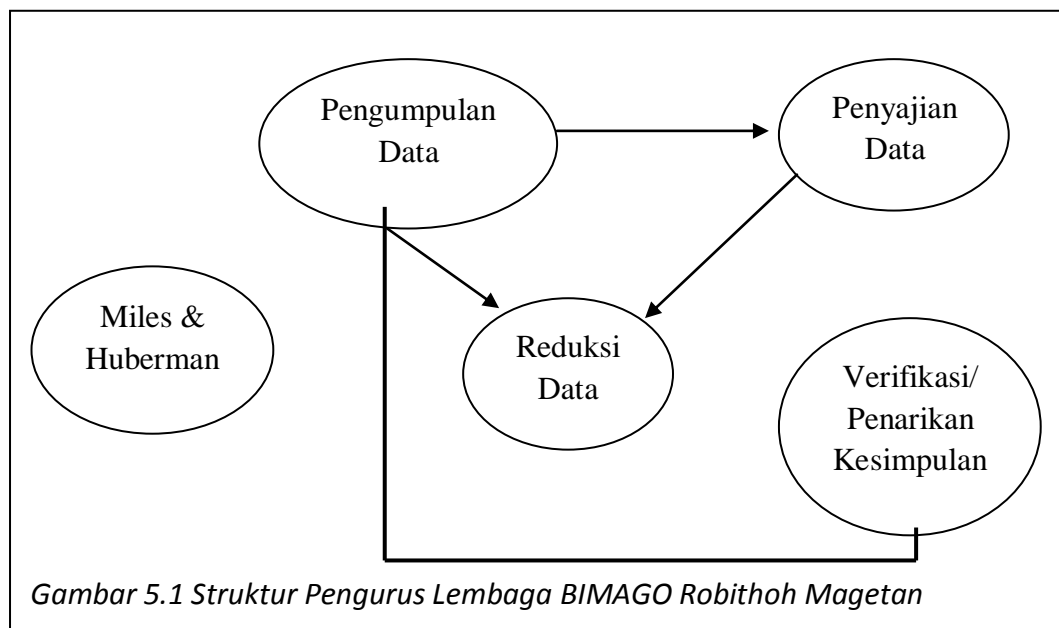 Pengumpulan
Data
Penyajian
Data
Miles &
Huberman
Reduksi
Data
Verifikasi/
Penarikan
Kesimpulan
Gambar 5.1 Struktur Pengurus Lembaga BIMAGO Robithoh Magetan